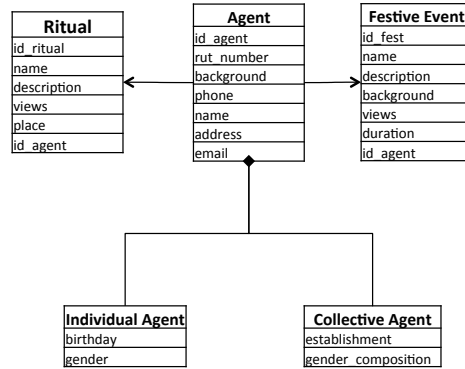 Ritual
id_ritual
name
description
views
place
id_agent
Agent
id_agent
rut_number
background
phone
name
address
email
Festive Event
id_fest
name
description
background
views
duration
id_agent
Individual Agent
birthday
gender
Collective Agent
establishment
gender_composition